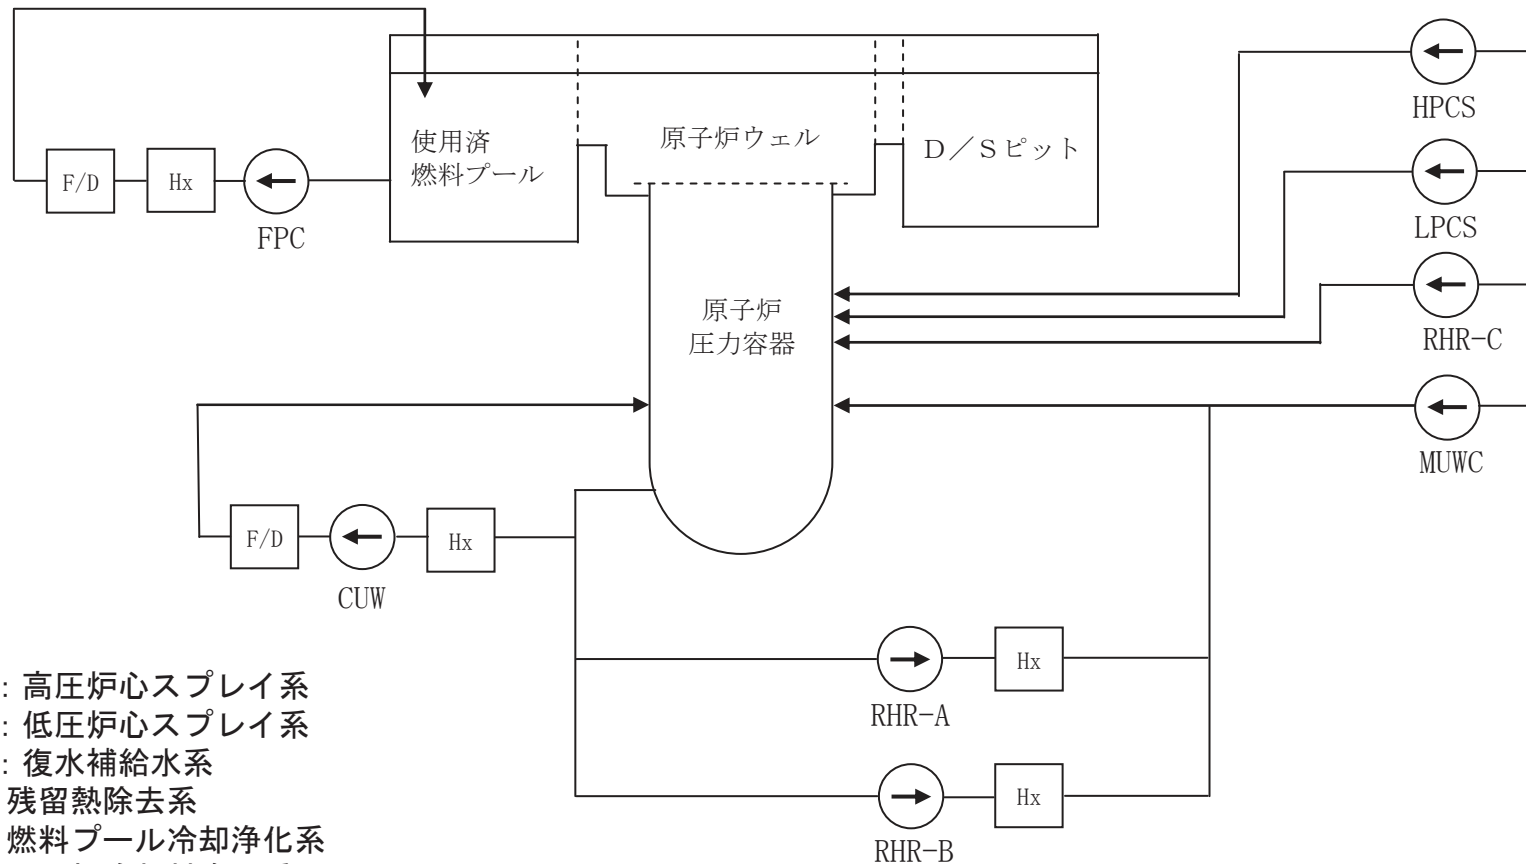 使用済
燃料プール
原子炉ウェル
D/Sピット
HPCS
F/D
Hx
FPC
LPCS
原子炉
圧力容器
RHR-C
MUWC
F/D
Hx
CUW
Hx
RHR-A
: 高圧炉心スプレイ系
: 低圧炉心スプレイ系
: 復水補給水系
残留熱除去系
燃料プール冷却浄化系
Hx
RHR-B